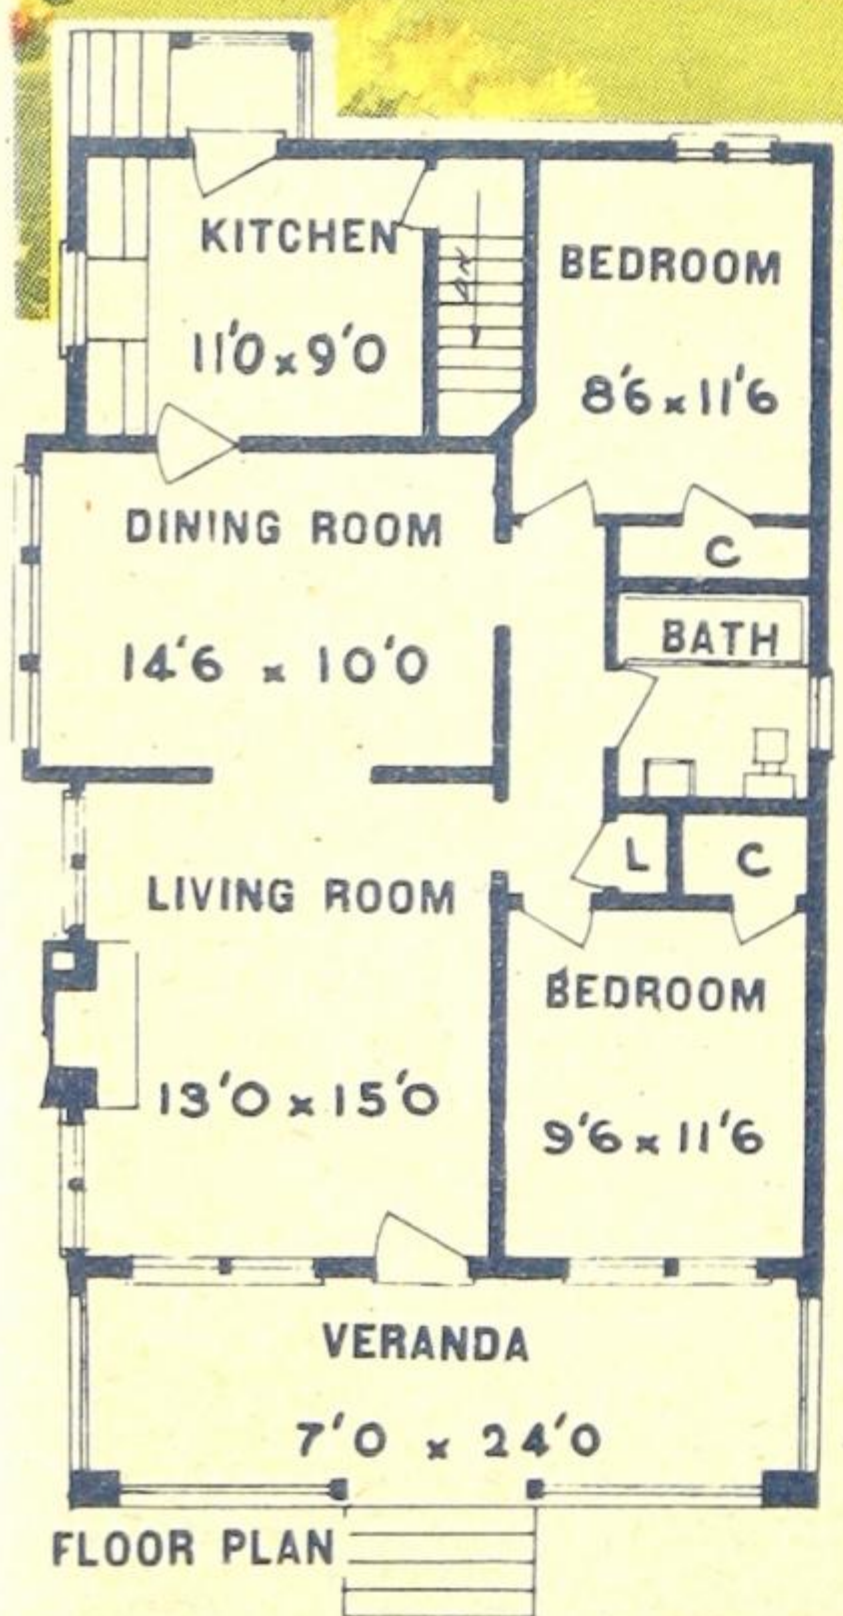 KITCHEN
11'0 x 9'0
DN
BEDROOM
8'6 x 11'6
DINING ROOM
14'6 x 10'0
C
BATH
L
C
LIVING ROOM
13'0 x 15'0
BEDROOM
9'6 x 11'6
VERANDA
7'0 x 24'0
FLOOR PLAN